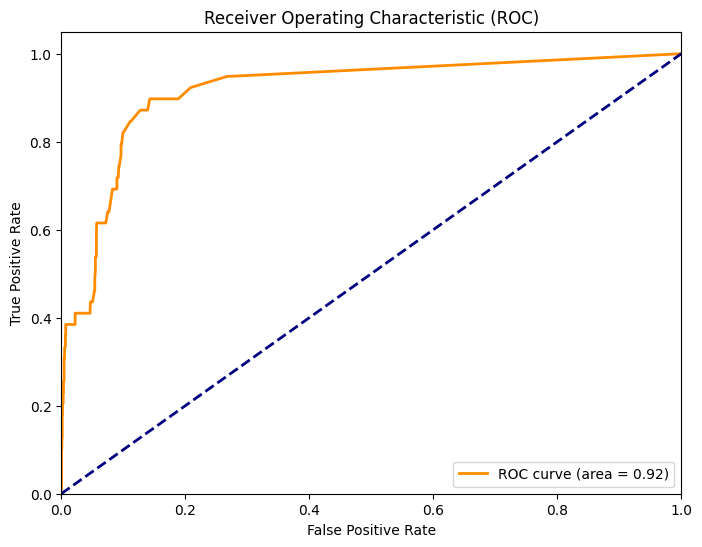 Receiver Operating Characteristic (ROC)
1.0
0.8
0.6
0.4
0.2
0.0
True Positive Rate
ROC curve (area = 0.92)
0.0 0.2 0.4 0.6 0.8 1.0
False Positive Rate